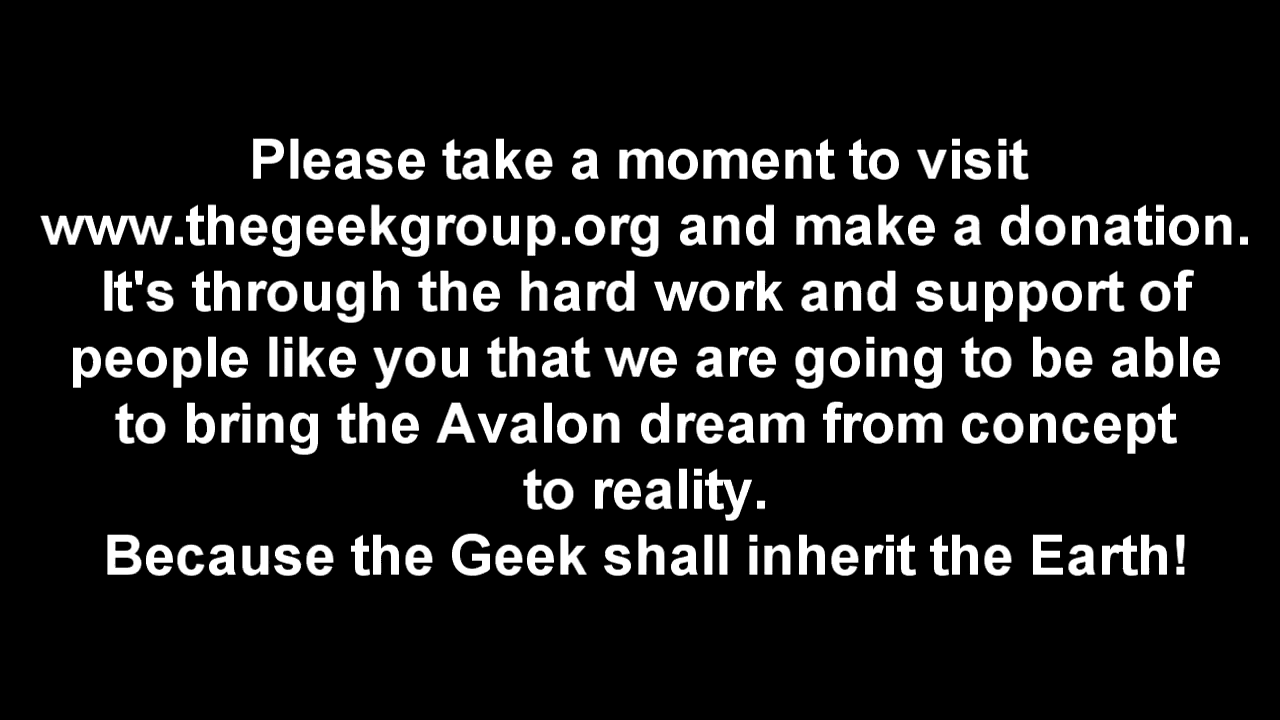 Please take a moment to visit
www.thegeekgroup.org and make a donation.
It's through the hard work and support of
people like you that we are going to be able
to bring the Avalon dream from concept
to reality.
Because the Geek shall inherit the Earth!